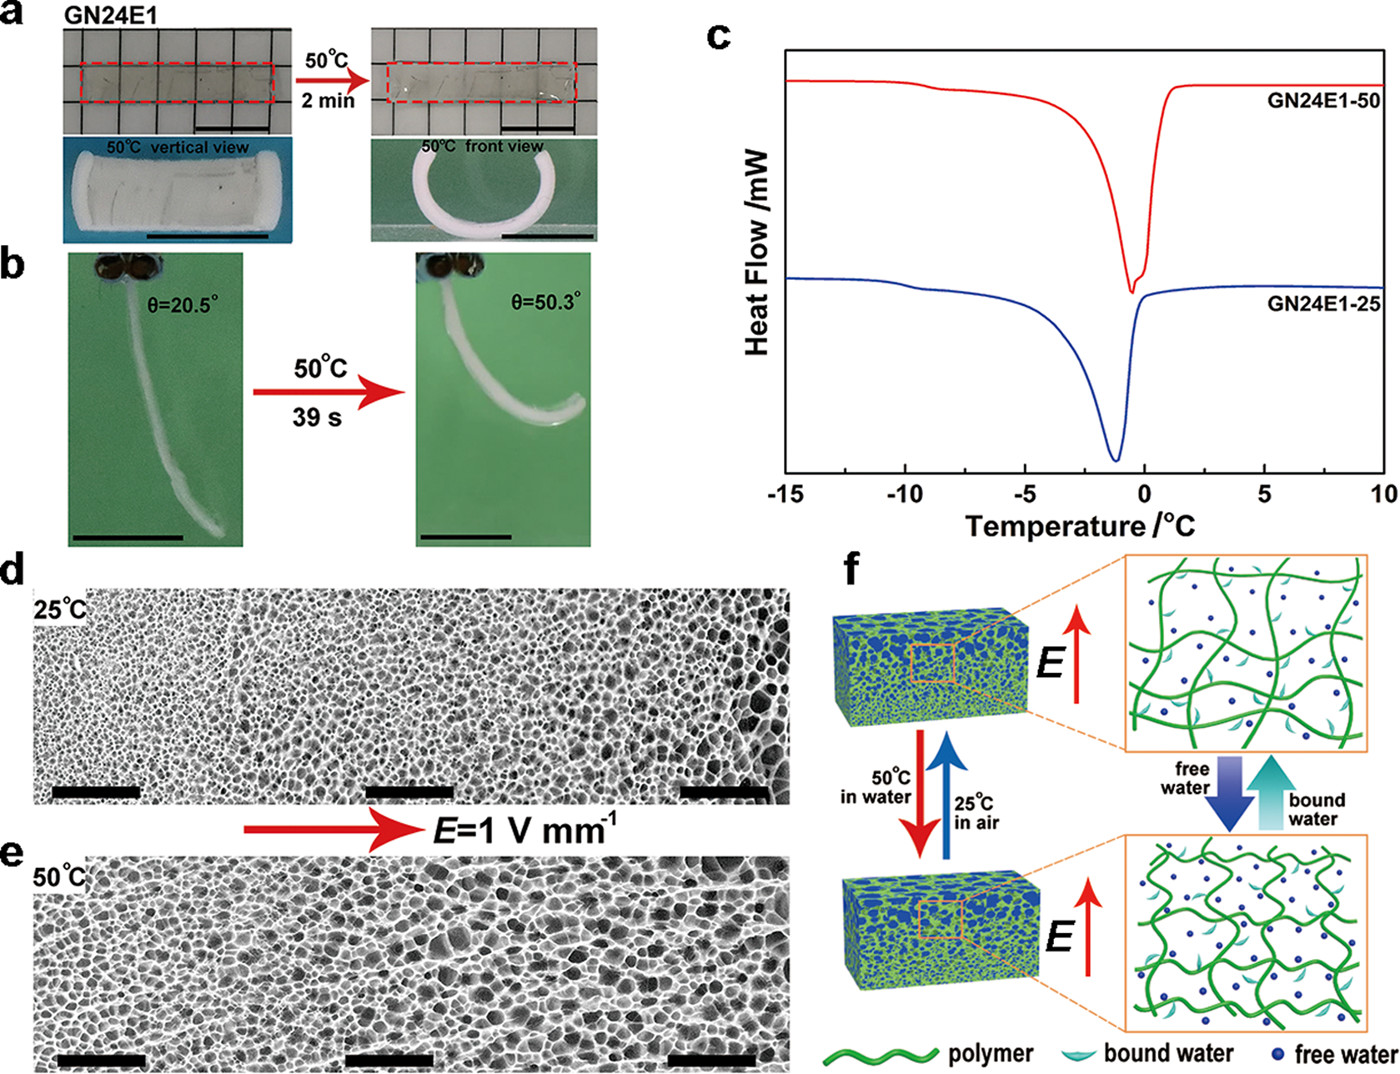 a
GN24E1
50°C
2 min
50°C vertical view
50°C front view
b
θ=20.5°
50°C
39 s
θ=50.3°
c
Heat Flow /mW
GN24E1-50
GN24E1-25
-15 -10 -5 0 5 10
Temperature /°C
d
25°C
E=1 V mm⁻¹
e
50°C
f
E
50°C
in water
25°C
in air
free
water
bound
water
E
polymer bound water free water